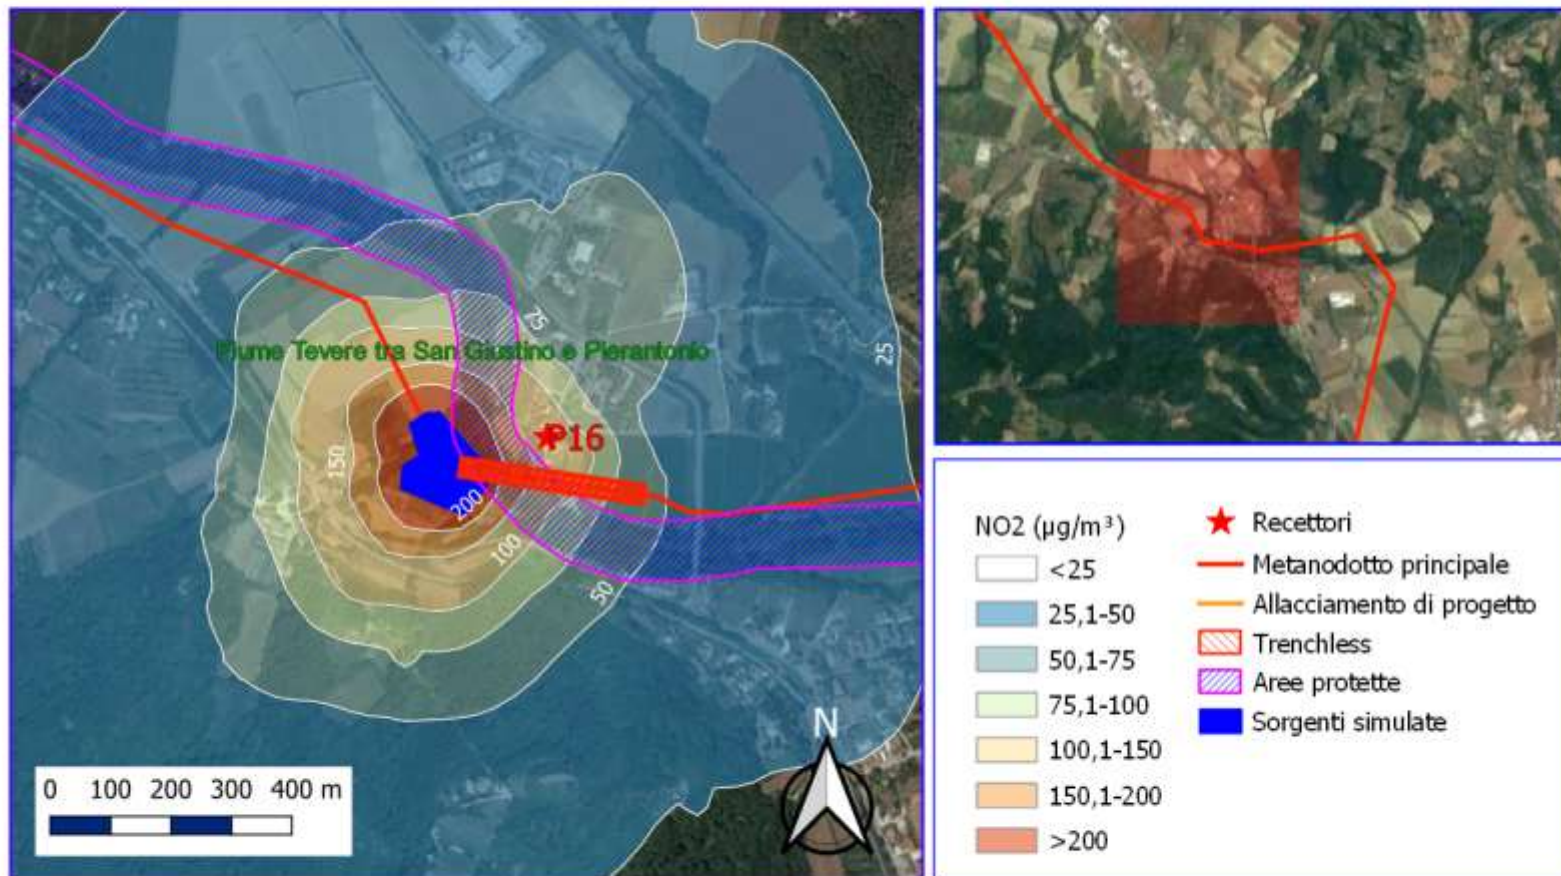 75
25
Fiume Tevere tra San Giustino e Pierantonio
P16
150
200
100
50
N
0 100 200 300 400 m
NO2 (µg/m³)
<25
25,1-50
50,1-75
75,1-100
100,1-150
150,1-200
>200
Recettori
Metanodotto principale
Allacciamento di progetto
Trenchless
Aree protette
Sorgenti simulate